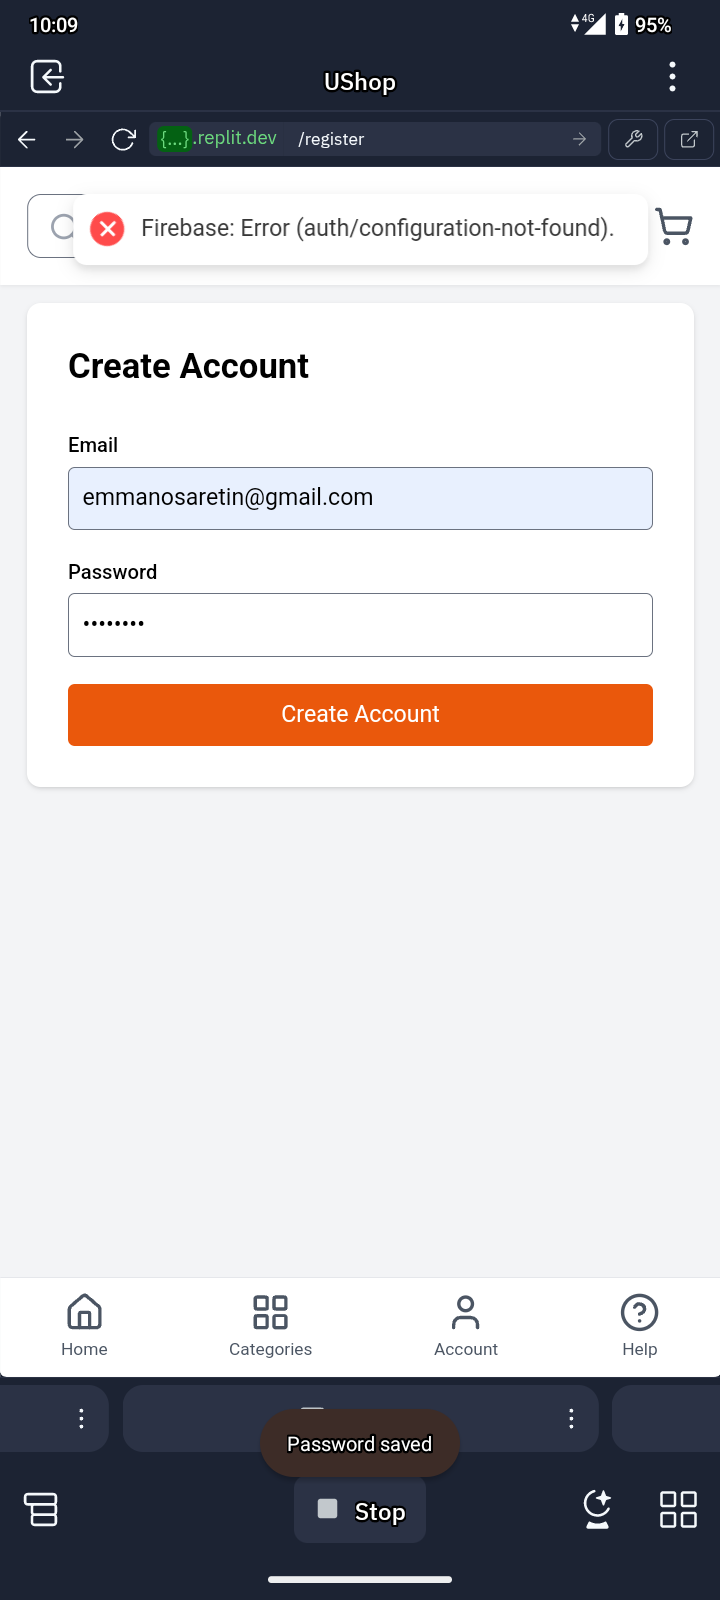 10:09
4G
95%
UShop
{...}.replit.dev /register
Firebase: Error (auth/configuration-not-found).
Create Account
Email
emmanosaretin@gmail.com
Password
••••••••
Create Account
Home
Categories
Account
Help
Password saved
Stop